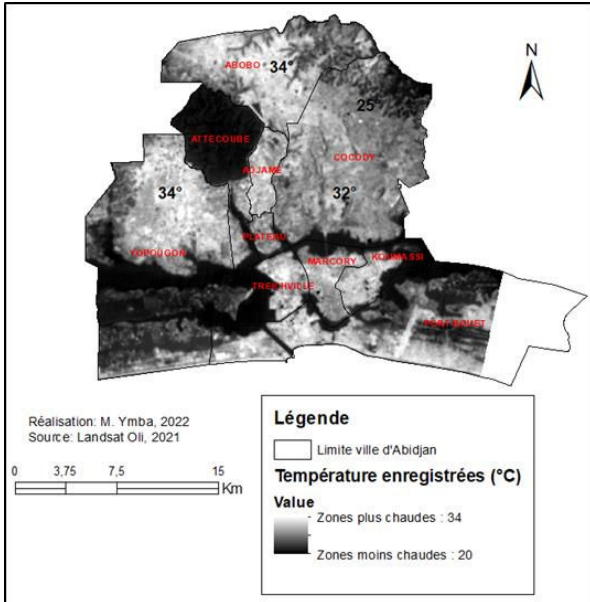 N
ABOBO
34°
25
ATTECOUBE
ADJAME
COCODY
34°
32°
PLATEAU
YOPOUGON
MARCORY
KOUMASSI
TREICHVILLE
PORT-BOUET
Réalisation: M. Ymba, 2022
Source: Landsat Oli, 2021
0 3,75 7,5 15
Km
Légende
Limite ville d'Abidjan
Température enregistrées (°C)
Value
Zones plus chaudes : 34
Zones moins chaudes : 20